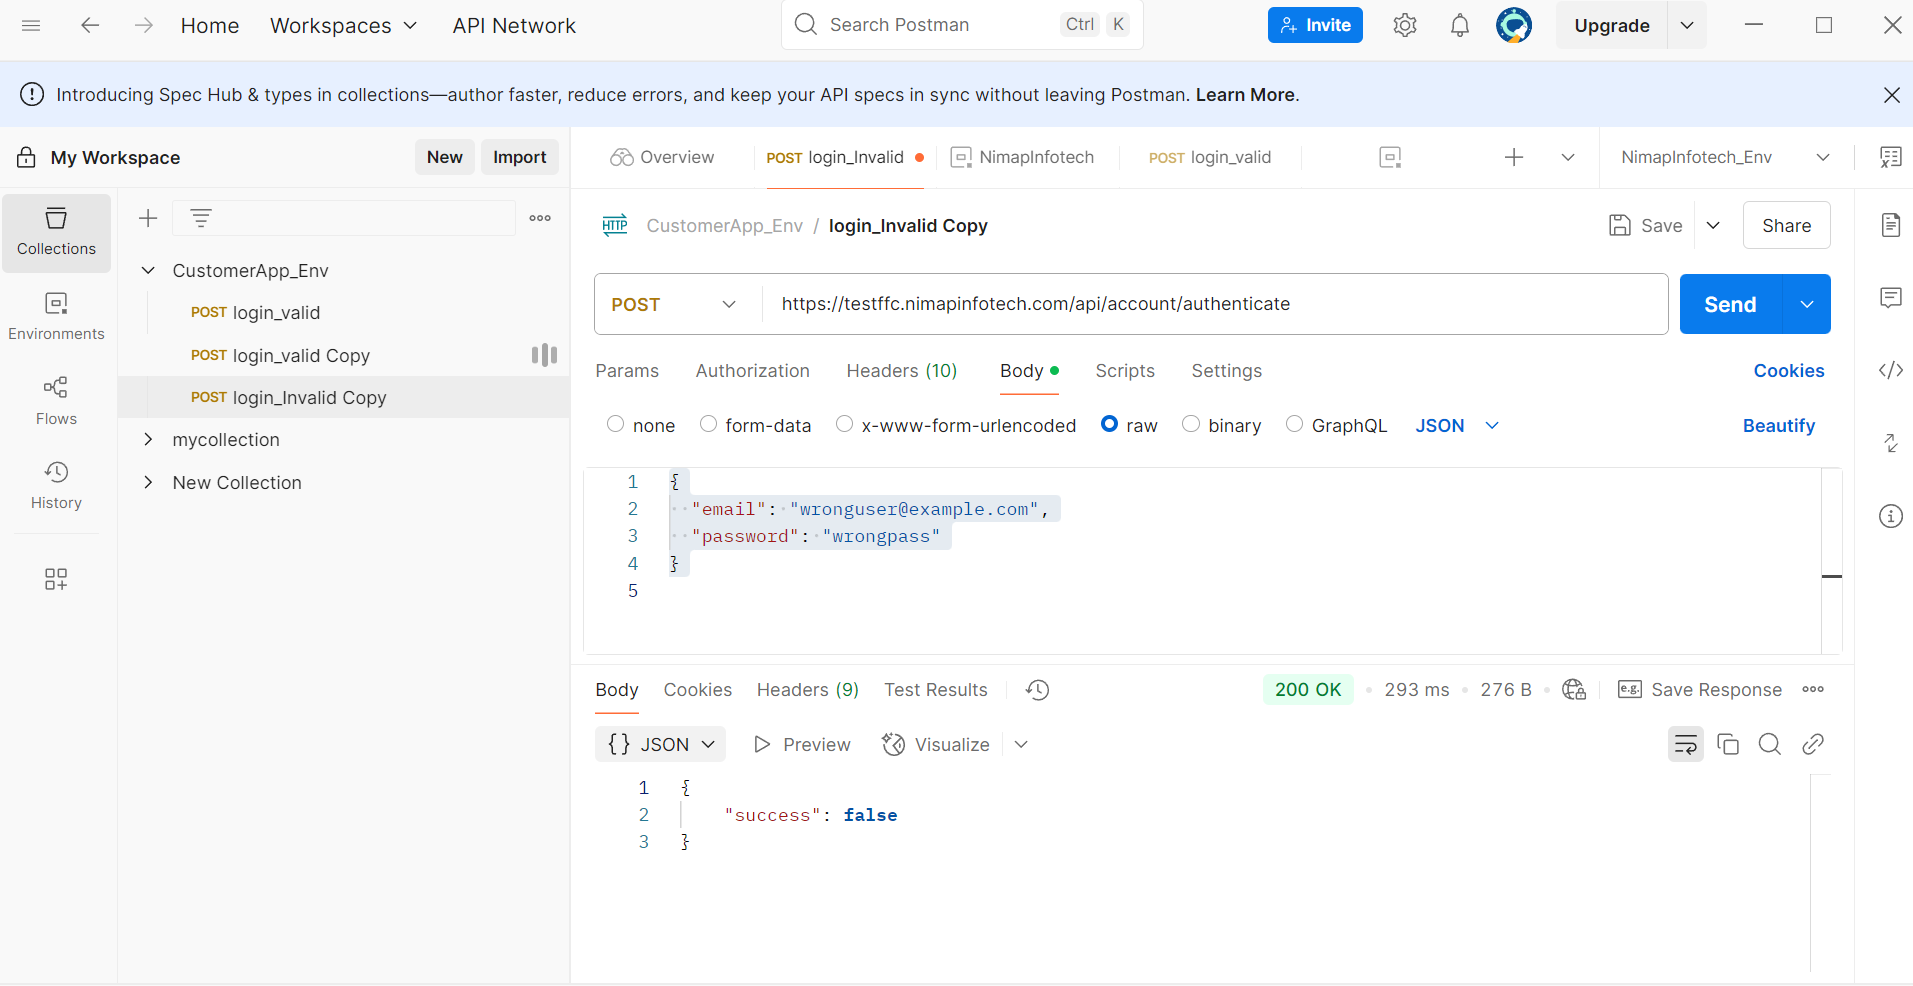 Home Workspaces API Network Search Postman Ctrl K Invite Upgrade
Introducing Spec Hub & types in collections—author faster, reduce errors, and keep your API specs in sync without leaving Postman. Learn More.
My Workspace New Import
Overview POST login_Invalid NimapInfotech POST login_valid NimapInfotech_Env
Collections
Environments
Flows
History
CustomerApp_Env
POST login_valid
POST login_valid Copy
POST login_Invalid Copy
mycollection
New Collection
HTTP CustomerApp_Env / login_Invalid Copy Save Share
POST https://testffc.nimapinfotech.com/api/account/authenticate Send
Params Authorization Headers (10) Body Scripts Settings Cookies
none form-data x-www-form-urlencoded raw binary GraphQL JSON Beautify
1 {
2 "email": "wronguser@example.com",
3 "password": "wrongpass"
4 }
5
Body Cookies Headers (9) Test Results 200 OK 293 ms 276 B e.g. Save Response
{} JSON Preview Visualize
1 {
2 "success": false
3 }